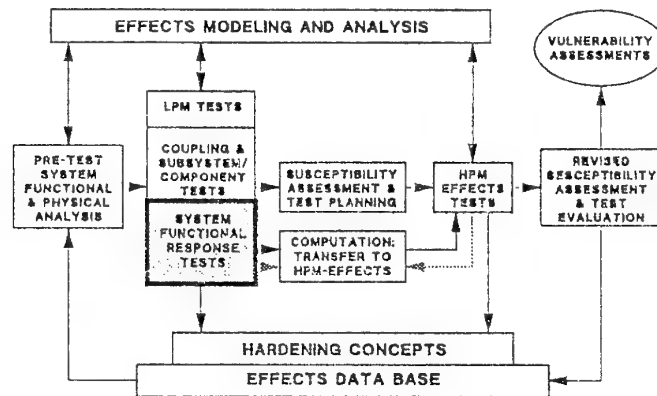 EFFECTS MODELING AND ANALYSIS
VULNERABILITY
ASSESSMENTS
LPM TESTS
COUPLING &
SUBSYSTEM/
COMPONENT
TESTS
PRE-TEST
SYSTEM
FUNCTIONAL
& PHYSICAL
ANALYSIS
SUSCEPTIBILITY
ASSESSMENT &
TEST PLANNING
HPM
EFFECTS
TESTS
REVISED
SESCEPTIBILITY
ASSESSMENT
& TEST
EVALUATION
SYSTEM
FUNCTIONAL
RESPONSE
TESTS
COMPUTATION:
TRANSFER TO
HPM-EFFECTS
HARDENING CONCEPTS
EFFECTS DATA BASE